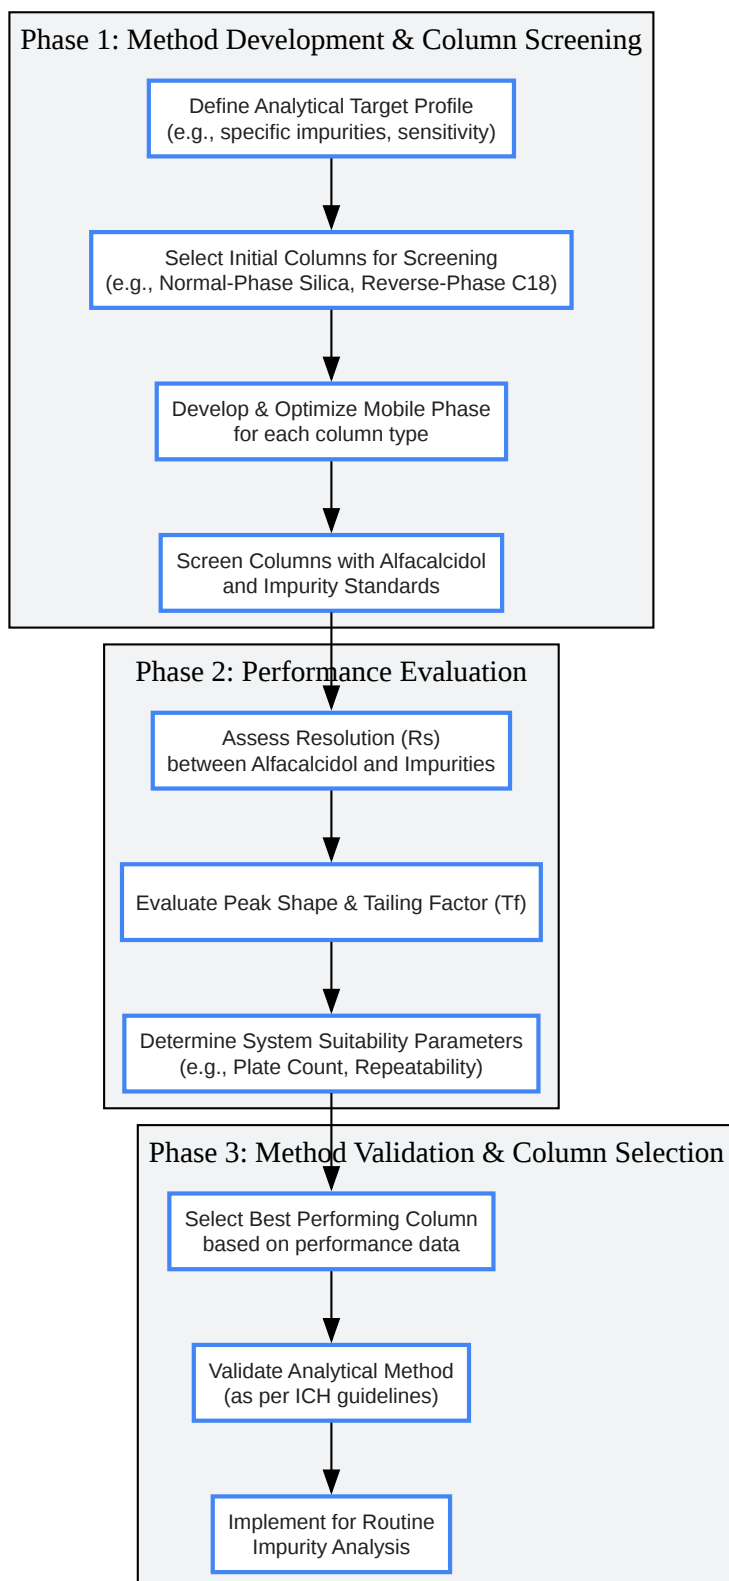 Phase 1: Method Development & Column Screening
Define Analytical Target Profile
(e.g., specific impurities, sensitivity)
Select Initial Columns for Screening
(e.g., Normal-Phase Silica, Reverse-Phase C18)
Develop & Optimize Mobile Phase
for each column type
Screen Columns with Alfacalcidol
and Impurity Standards
Phase 2: Performance Evaluation
Assess Resolution (Rs)
between Alfacalcidol and Impurities
Evaluate Peak Shape & Tailing Factor (Tf)
Determine System Suitability Parameters
(e.g., Plate Count, Repeatability)
Phase 3: Method Validation & Column Selection
Select Best Performing Column
based on performance data
Validate Analytical Method
(as per ICH guidelines)
Implement for Routine
Impurity Analysis